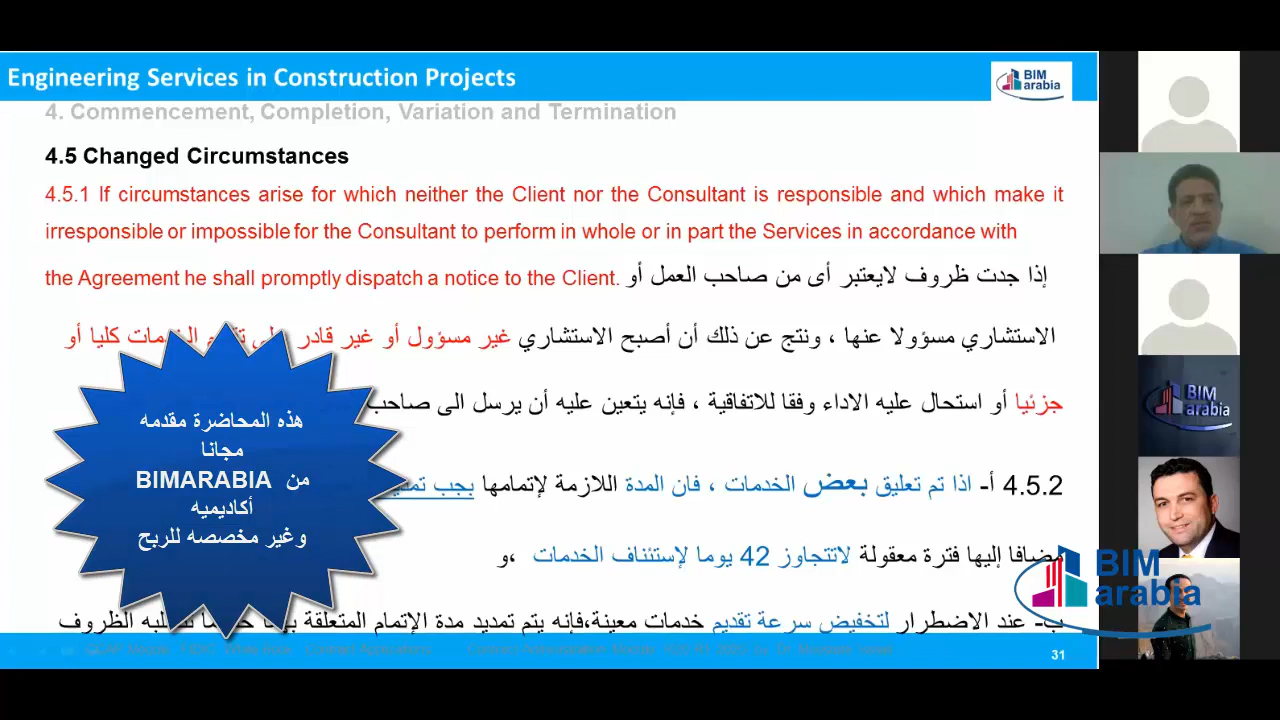 Engineering Services in Construction Projects
BIM
arabia
4. Commencement, Completion, Variation and Termination
4.5 Changed Circumstances
4.5.1 If circumstances arise for which neither the Client nor the Consultant is responsible and which make it
irresponsible or impossible for the Consultant to perform in whole or in part the Services in accordance with
the Agreement he shall promptly dispatch a notice to the Client. إذا جدت ظروف لايعتبر أى من صاحب العمل أو
الاستشاري مسؤولا عنها ، ونتج عن ذلك أن أصبح الاستشاري غير مسؤول أو غير قادر كليا أو
جزئيا أو استحال عليه الاداء وفقا للاتفاقية ، فإنه يتعين عليه أن يرسل الى صاحب
4.5.2 أ- اذا تم تعليق بعض الخدمات ، فان المدة اللازمة لإتمامها يجب
مضافا إليها فترة معقولة لاتتجاوز 42 يوما لإستئناف الخدمات ،و
ب- عند الاضطرار لتخفيض سرعة تقديم خدمات معينة،فإنه يتم تمديد مدة الإتمام المتعلقة الظروف
هذه المحاضرة مقدمه
مجانا
من BIMARABIA
أكاديميه
وغير مخصصه للربح
31
BIM
arabia
BIM
arabia